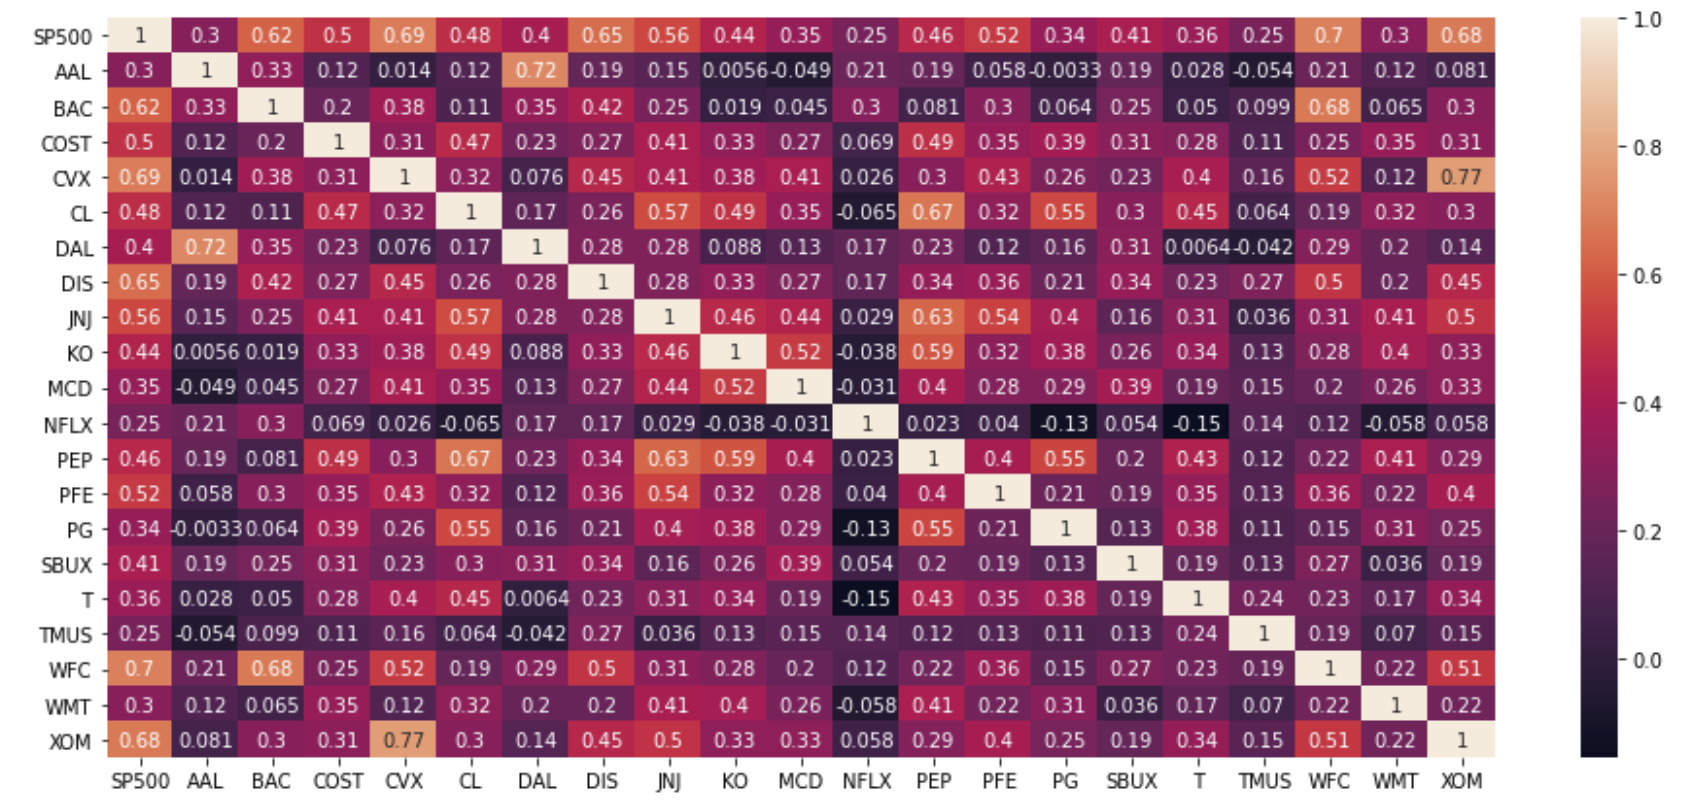 SP500 1 0.3 0.62 0.5 0.69 0.48 0.4 0.65 0.56 0.44 0.35 0.25 0.46 0.52 0.34 0.41 0.36 0.25 0.7 0.3 0.68 1.0
AAL 0.3 1 0.33 0.12 0.014 0.12 0.72 0.19 0.15 0.0056 -0.049 0.21 0.19 0.058 -0.0033 0.19 0.028 -0.054 0.21 0.12 0.081
BAC 0.62 0.33 1 0.2 0.38 0.11 0.35 0.42 0.25 0.019 0.045 0.3 0.081 0.3 0.064 0.25 0.05 0.099 0.68 0.065 0.3
COST 0.5 0.12 0.2 1 0.31 0.47 0.23 0.27 0.41 0.33 0.27 0.069 0.49 0.35 0.39 0.31 0.28 0.11 0.25 0.35 0.31 0.8
CVX 0.69 0.014 0.38 0.31 1 0.32 0.076 0.45 0.41 0.38 0.41 0.026 0.3 0.43 0.26 0.23 0.4 0.16 0.52 0.12 0.77
CL 0.48 0.12 0.11 0.47 0.32 1 0.17 0.26 0.57 0.49 0.35 -0.065 0.67 0.32 0.55 0.3 0.45 0.064 0.19 0.32 0.3
DAL 0.4 0.72 0.35 0.23 0.076 0.17 1 0.28 0.28 0.088 0.13 0.17 0.23 0.12 0.16 0.31 0.0064 -0.042 0.29 0.2 0.14
DIS 0.65 0.19 0.42 0.27 0.45 0.26 0.28 1 0.28 0.33 0.27 0.17 0.34 0.36 0.21 0.34 0.23 0.27 0.5 0.2 0.45 0.6
JNJ 0.56 0.15 0.25 0.41 0.41 0.57 0.28 0.28 1 0.46 0.44 0.029 0.63 0.54 0.4 0.16 0.31 0.036 0.31 0.41 0.5
KO 0.44 0.0056 0.019 0.33 0.38 0.49 0.088 0.33 0.46 1 0.52 -0.038 0.59 0.32 0.38 0.26 0.34 0.13 0.28 0.4 0.33
MCD 0.35 -0.049 0.045 0.27 0.41 0.35 0.13 0.27 0.44 0.52 1 -0.031 0.4 0.28 0.29 0.39 0.19 0.15 0.2 0.26 0.33 0.4
NFLX 0.25 0.21 0.3 0.069 0.026 -0.065 0.17 0.17 0.029 -0.038 -0.031 1 0.023 0.04 -0.13 0.054 -0.15 0.14 0.12 -0.058 0.058
PEP 0.46 0.19 0.081 0.49 0.3 0.67 0.23 0.34 0.63 0.59 0.4 0.023 1 0.4 0.55 0.2 0.43 0.12 0.22 0.41 0.29
PFE 0.52 0.058 0.3 0.35 0.43 0.32 0.12 0.36 0.54 0.32 0.28 0.04 0.4 1 0.21 0.19 0.35 0.13 0.36 0.22 0.4
PG 0.34 -0.0033 0.064 0.39 0.26 0.55 0.16 0.21 0.4 0.38 0.29 -0.13 0.55 0.21 1 0.13 0.38 0.11 0.15 0.31 0.25 0.2
SBUX 0.41 0.19 0.25 0.31 0.23 0.3 0.31 0.34 0.16 0.26 0.39 0.054 0.2 0.19 0.13 1 0.19 0.13 0.27 0.036 0.19
T 0.36 0.028 0.05 0.28 0.4 0.45 0.0064 0.23 0.31 0.34 0.19 -0.15 0.43 0.35 0.38 0.19 1 0.24 0.23 0.17 0.34
TMUS 0.25 -0.054 0.099 0.11 0.16 0.064 -0.042 0.27 0.036 0.13 0.15 0.14 0.12 0.13 0.11 0.13 0.24 1 0.19 0.07 0.15
WFC 0.7 0.21 0.68 0.25 0.52 0.19 0.29 0.5 0.31 0.28 0.2 0.12 0.22 0.36 0.15 0.27 0.23 0.19 1 0.22 0.51 0.0
WMT 0.3 0.12 0.065 0.35 0.12 0.32 0.2 0.2 0.41 0.4 0.26 -0.058 0.41 0.22 0.31 0.036 0.17 0.07 0.22 1 0.22
XOM 0.68 0.081 0.3 0.31 0.77 0.3 0.14 0.45 0.5 0.33 0.33 0.058 0.29 0.4 0.25 0.19 0.34 0.15 0.51 0.22 1
SP500 AAL BAC COST CVX CL DAL DIS JNJ KO MCD NFLX PEP PFE PG SBUX T TMUS WFC WMT XOM